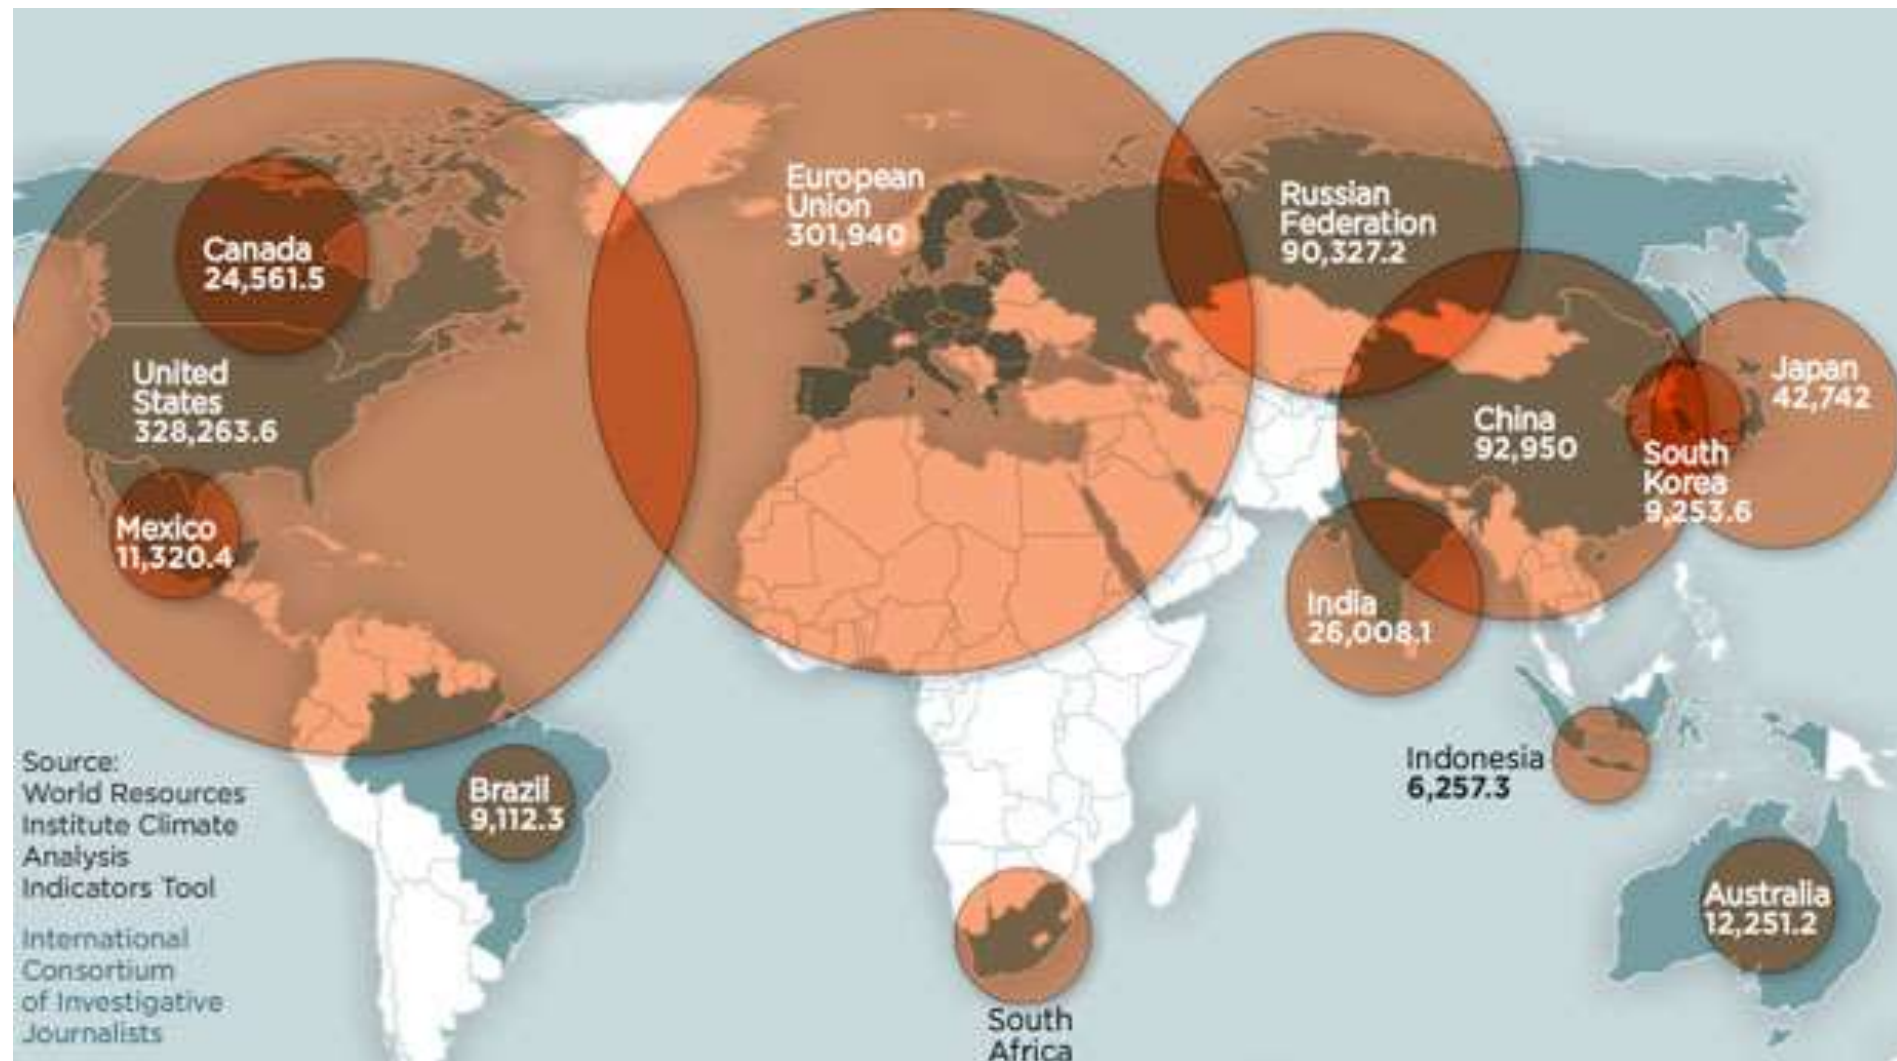 European
Union
301,940
Russian
Federation
90,327.2
Canada
24,561.5
United
States
328,263.6
Japan
42,742
China
92,950
South
Korea
9,253.6
Mexico
11,320.4
India
26,008.1
Indonesia
6,257.3
Brazil
9,112.3
Australia
12,251.2
South
Africa
Source:
World Resources
Institute Climate
Analysis
Indicators Tool
International
Consortium
of Investigative
Journalists